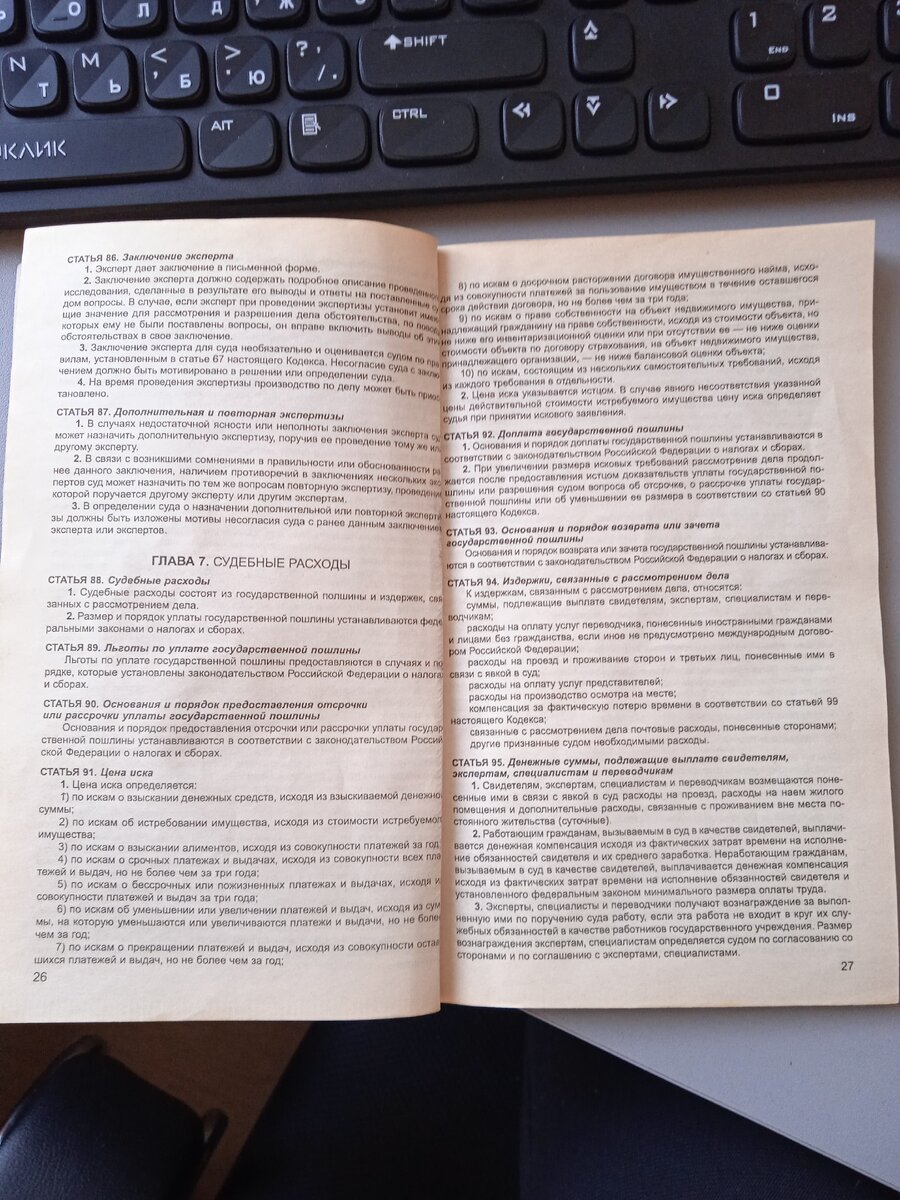 О
Л
Д
SHIFT
1
END
2
N Т
M Ь
< , Б
> . Ю
? , / .
ОКЛИК
AlT
CTRL
0
INS
СТАТЬЯ 86. Заключение эксперта
1. Эксперт дает заключение в письменной форме.
2. Заключение эксперта должно содержать подробное описание проведенног
исследования, сделанные в результате его выводы и ответы на поставленные
дом вопросы. В случае, если эксперт при проведении экспертизы установит имею
щие значение для рассмотрения и разрешения дела обстоятельства, по пово
которых ему не были поставлены вопросы, он вправе включить выводы об эти
обстоятельствах в свое заключение.
3. Заключение эксперта для суда необязательно и оценивается судом по пра
вилам, установленным в статье 67 настоящего Кодекса. Несогласие суда с заклю
чением должно быть мотивировано в решении или определении суда.
4. На время проведения экспертизы производство по делу может быть приос
тановлено.
СТАТЬЯ 87. Дополнительная и повторная экспертизы
1. В случаях недостаточной ясности или неполноты заключения эксперта су
может назначить дополнительную экспертизу, поручив ее проведение тому же ил
другому эксперту.
2. В связи с возникшими сомнениями в правильности или обоснованности ра
нее данного заключения, наличием противоречий в заключениях нескольких экс
пертов суд может назначить по тем же вопросам повторную экспертизу, проведени
которой поручается другому эксперту или другим экспертам.
3. В определении суда о назначении дополнительной или повторной эксперти
зы должны быть изложены мотивы несогласия суда с ранее данным заключение
эксперта или экспертов.
ГЛАВА 7. СУДЕБНЫЕ РАСХОДЫ
СТАТЬЯ 88. Судебные расходы
1. Судебные расходы состоят из государственной пошлины и издержек, свя
занных с рассмотрением дела.
2. Размер и порядок уплаты государственной пошлины устанавливаются феде
ральными законами о налогах и сборах.
СТАТЬЯ 89. Льготы по уплате государственной пошлины
Льготы по уплате государственной пошлины предоставляются в случаях и по
рядке, которые установлены законодательством Российской Федерации о налога
и сборах.
СТАТЬЯ 90. Основания и порядок предоставления отсрочки
или рассрочки уплаты государственной пошлины
Основания и порядок предоставления отсрочки или рассрочки уплаты государ
ственной пошлины устанавливаются в соответствии с законодательством Россий
ской Федерации о налогах и сборах.
СТАТЬЯ 91. Цена иска
1. Цена иска определяется:
1) по искам о взыскании денежных средств, исходя из взыскиваемой денежно
суммы;
2) по искам об истребовании имущества, исходя из стоимости истребуемог
имущества;
3) по искам о взыскании алиментов, исходя из совокупности платежей за год
4) по искам о срочных платежах и выдачах, исходя из совокупности всех пла
тежей и выдач, но не более чем за три года;
5) по искам о бессрочных или пожизненных платежах и выдачах, исходя и
совокупности платежей и выдач за три года;
6) по искам об уменьшении или увеличении платежей и выдач, исходя из сум
мы, на которую уменьшаются или увеличиваются платежи и выдачи, но не боле
чем за год;
7) по искам о прекращении платежей и выдач, исходя из совокупности остав
шихся платежей и выдач, но не более чем за год;
26
8) по искам о досрочном расторжении договора имущественного найма, исхо-
дя из совокупности платежей за пользование имуществом в течение оставшегося
срока действия договора, но не более чем за три года;
9) по искам о праве собственности на объект недвижимого имущества, при-
надлежащий гражданину на праве собственности, исходя из стоимости объекта, но
не ниже его инвентаризационной оценки или при отсутствии ее — не ниже оценки
стоимости объекта по договору страхования, на объект недвижимого имущества,
принадлежащего организации, — не ниже балансовой оценки объекта;
10) по искам, состоящим из нескольких самостоятельных требований, исходя
из каждого требования в отдельности.
2. Цена иска указывается истцом. В случае явного несоответствия указанной
цены действительной стоимости истребуемого имущества цену иска определяет
судья при принятии искового заявления.
СТАТЬЯ 92. Доплата государственной пошлины
1. Основания и порядок доплаты государственной пошлины устанавливаются в
соответствии с законодательством Российской Федерации о налогах и сборах.
2. При увеличении размера исковых требований рассмотрение дела продол-
жается после предоставления истцом доказательств уплаты государственной по-
шлины или разрешения судом вопроса об отсрочке, о рассрочке уплаты государ-
ственной пошлины или об уменьшении ее размера в соответствии со статьей 90
настоящего Кодекса.
СТАТЬЯ 93. Основания и порядок возврата или зачета
государственной пошлины
Основания и порядок возврата или зачета государственной пошлины устанавлива-
ются в соответствии с законодательством Российской Федерации о налогах и сборах.
СТАТЬЯ 94. Издержки, связанные с рассмотрением дела
К издержкам, связанным с рассмотрением дела, относятся:
суммы, подлежащие выплате свидетелям, экспертам, специалистам и пере-
водчикам;
расходы на оплату услуг переводчика, понесенные иностранными гражданами
и лицами без гражданства, если иное не предусмотрено международным догово-
ром Российской Федерации;
расходы на проезд и проживание сторон и третьих лиц, понесенные ими в
связи с явкой в суд;
расходы на оплату услуг представителей;
расходы на производство осмотра на месте;
компенсация за фактическую потерю времени в соответствии со статьей 99
настоящего Кодекса;
связанные с рассмотрением дела почтовые расходы, понесенные сторонами;
другие признанные судом необходимыми расходы.
СТАТЬЯ 95. Денежные суммы, подлежащие выплате свидетелям,
экспертам, специалистам и переводчикам
1. Свидетелям, экспертам, специалистам и переводчикам возмещаются поне-
сенные ими в связи с явкой в суд расходы на проезд, расходы на наем жилого
помещения и дополнительные расходы, связанные с проживанием вне места по-
стоянного жительства (суточные).
2. Работающим гражданам, вызываемым в суд в качестве свидетелей, выплачи-
вается денежная компенсация исходя из фактических затрат времени на исполне-
ние обязанностей свидетеля и их среднего заработка. Неработающим гражданам,
вызываемым в суд в качестве свидетелей, выплачивается денежная компенсация
исходя из фактических затрат времени на исполнение обязанностей свидетеля и
установленного федеральным законом минимального размера оплаты труда.
3. Эксперты, специалисты и переводчики получают вознаграждение за выпол-
ненную ими по поручению суда работу, если эта работа не входит в круг их слу-
жебных обязанностей в качестве работников государственного учреждения. Размер
вознаграждения экспертам, специалистам определяется судом по согласованию со
сторонами и по соглашению с экспертами, специалистами.
27